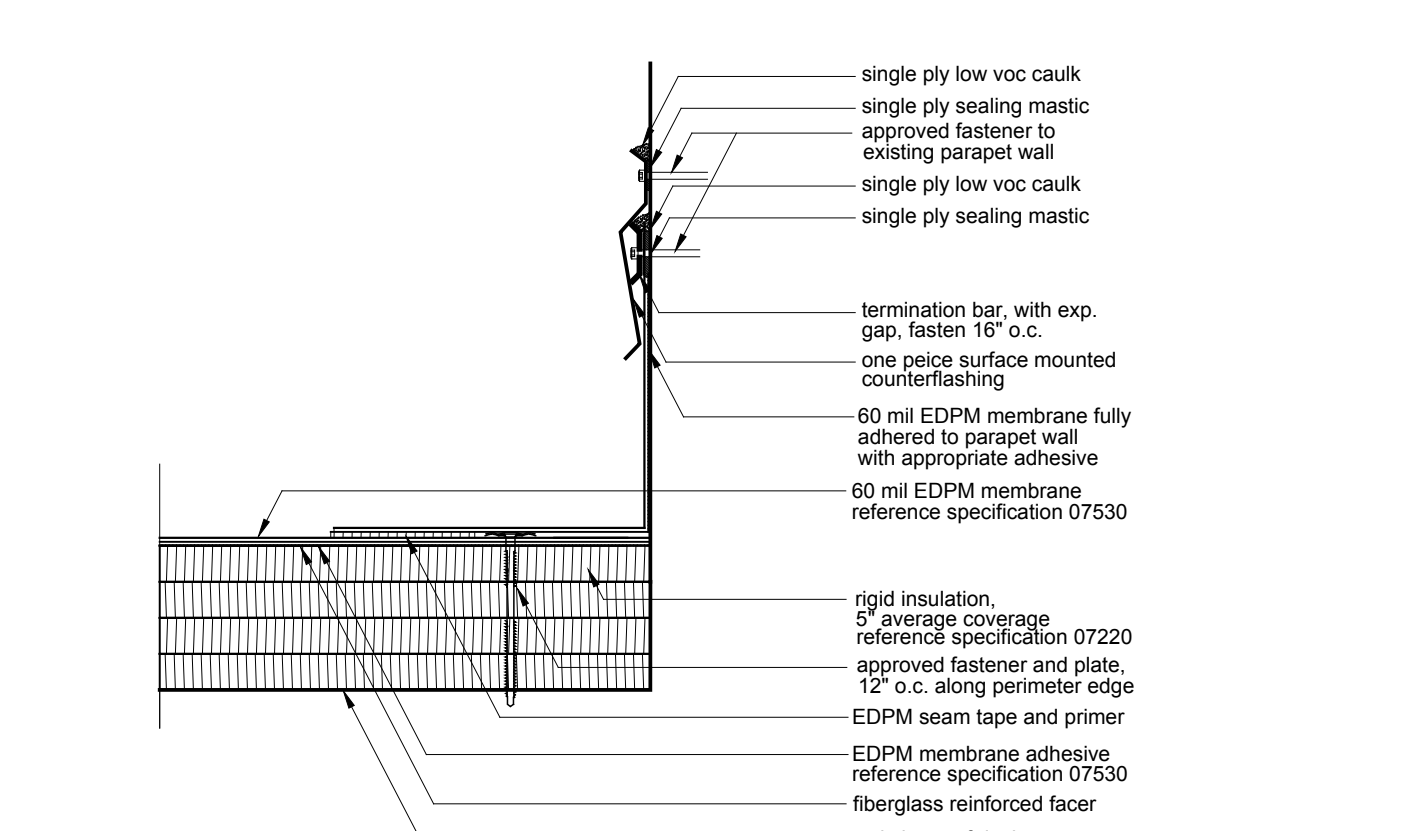 single ply low voc caulk
single ply sealing mastic
approved fastener to
existing parapet wall
single ply low voc caulk
single ply sealing mastic
termination bar, with exp.
gap, fasten 16" o.c.
one peice surface mounted
counterflashing
60 mil EDPM membrane fully
adhered to parapet wall
with appropriate adhesive
60 mil EDPM membrane
reference specification 07530
rigid insulation,
5" average coverage
reference specification 07220
approved fastener and plate,
12" o.c. along perimeter edge
EDPM seam tape and primer
EDPM membrane adhesive
reference specification 07530
fiberglass reinforced facer